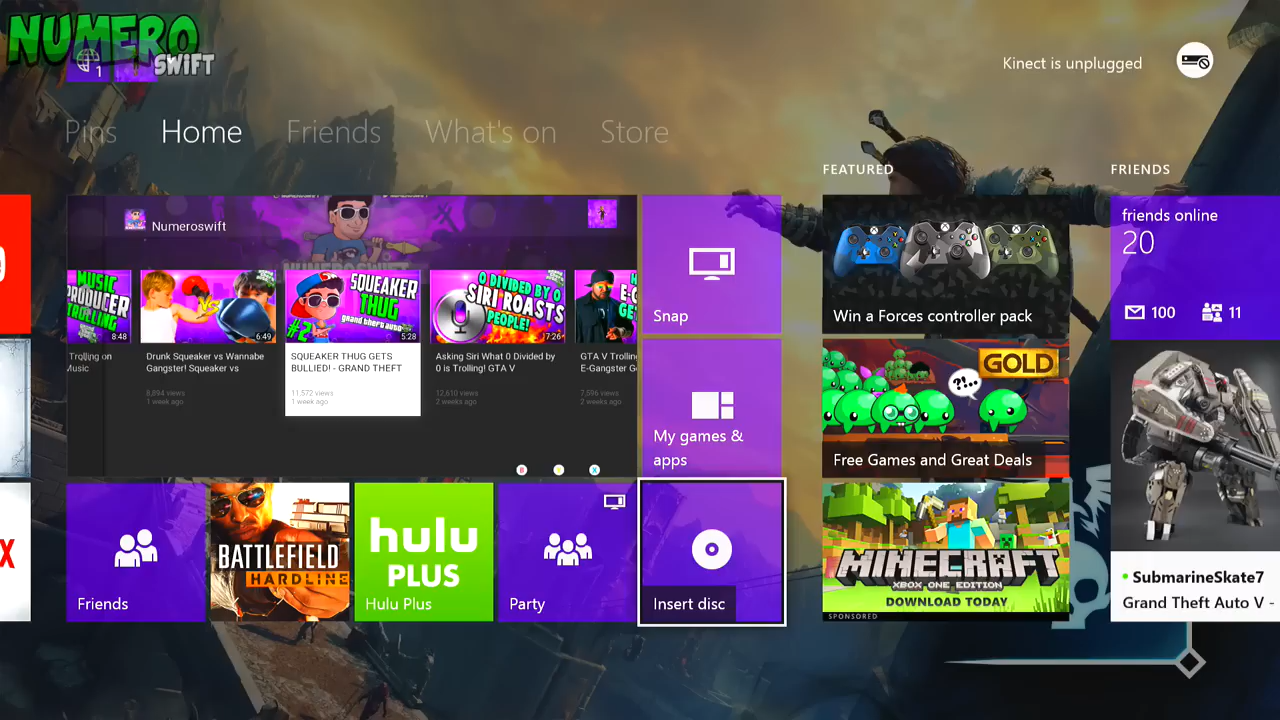 NUMERO
SWIFT
1
Kinect is unplugged
Pins
Home
Friends
What's on
Store
FEATURED
FRIENDS
Numeroswift
NUMEROSWIFT
MUSIC
PRODUCER
TROLLING
8:48
6:49
#2
SQUEAKER
THUG
grand theft auto
5:28
0 DIVIDED BY 0
SIRI ROASTS
PEOPLE!
7:26
Trolling on
Music
Drunk Squeaker vs Wannabe
Gangster! Squeaker vs
8,894 views
1 week ago
SQUEAKER THUG GETS
BULLIED! - GRAND THEFT
11,572 views
1 week ago
Asking Siri What 0 Divided by
0 is Trolling! GTA V
12,610 views
2 weeks ago
GTA V Trolling
E-Gangster G
7,596 views
2 weeks ago
B
Y
X
Snap
My games &
apps
Friends
BATTLEFIELD
HARDLINE
hulu
PLUS
Hulu Plus
Party
Insert disc
Win a Forces controller pack
?!...
GOLD
Free Games and Great Deals
MINECRAFT
XBOX ONE EDITION
DOWNLOAD TODAY
SPONSORED
friends online
20
100
11
SubmarineSkate7
Grand Theft Auto V -
X